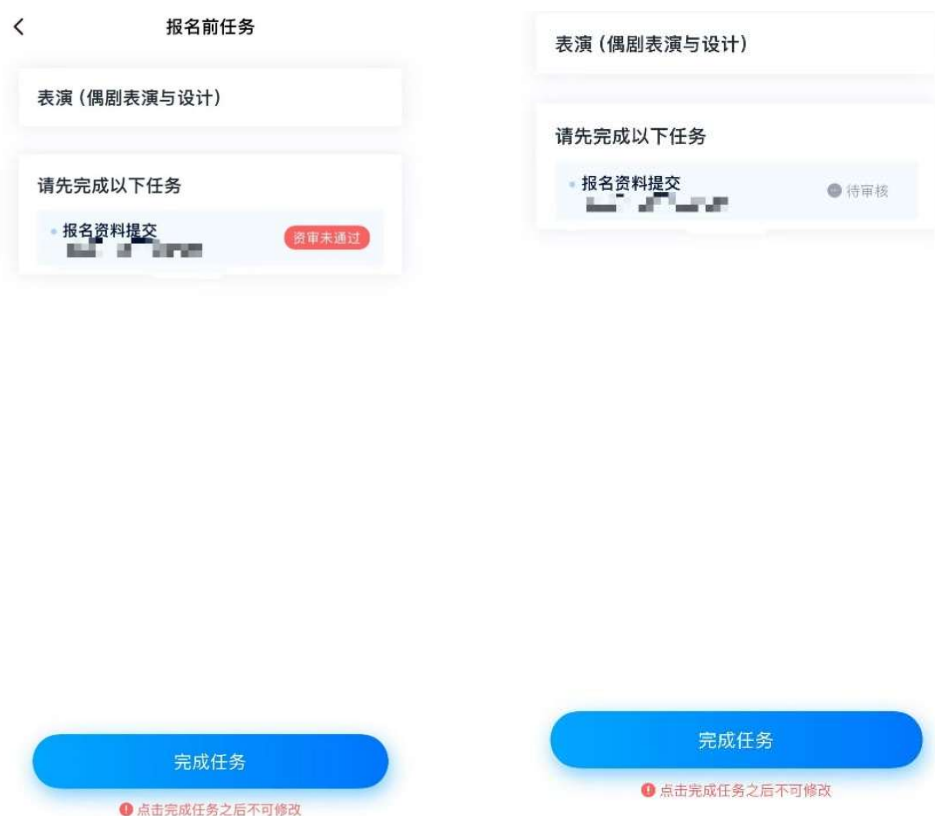 报名前任务
表演（偶剧表演与设计）
请先完成以下任务
报名资料提交
资审未通过
完成任务
点击完成任务之后不可修改
表演（偶剧表演与设计）
请先完成以下任务
报名资料提交
待审核
完成任务
点击完成任务之后不可修改